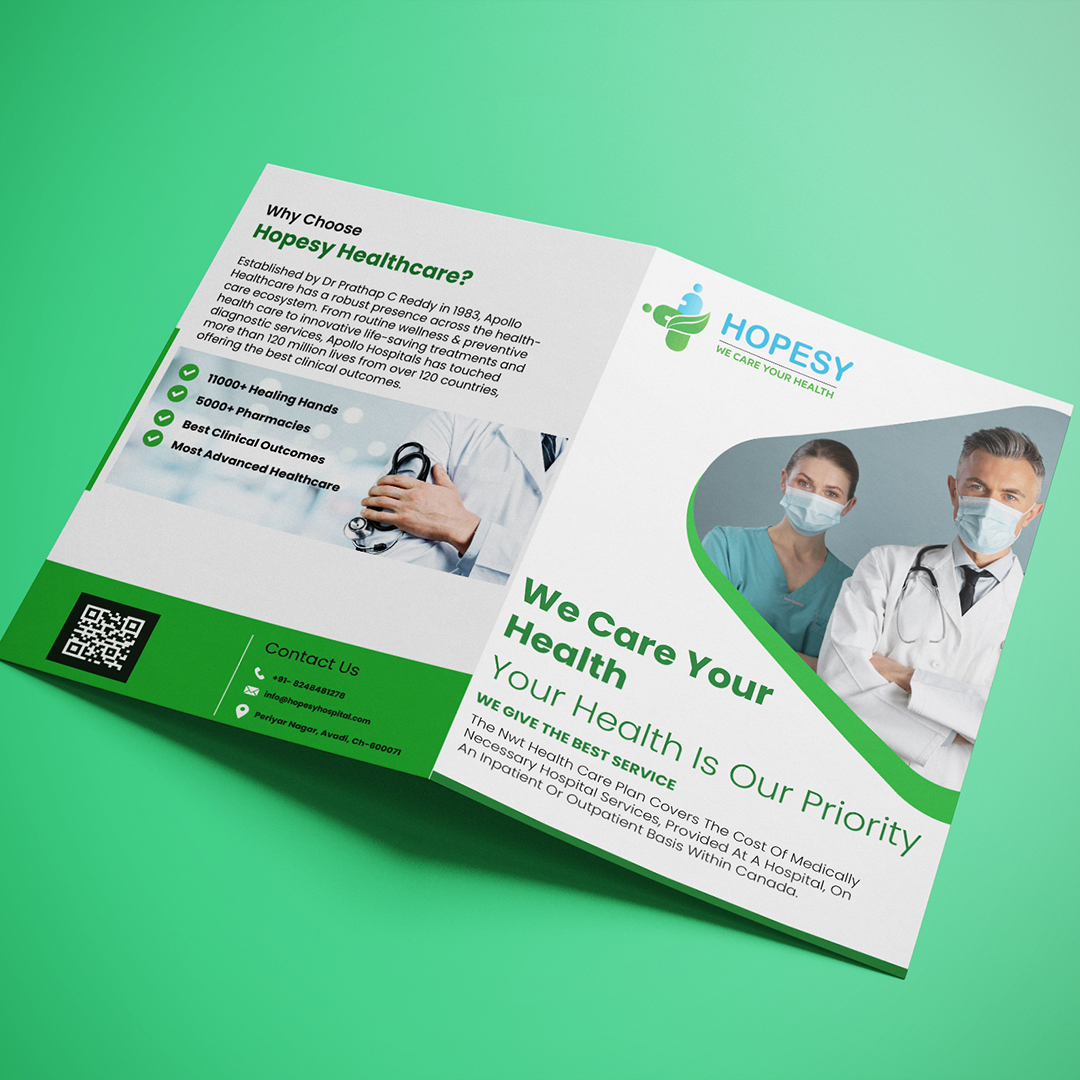 Why Choose
Hopesy Healthcare?
Established by Dr Prathap C Reddy in 1983, Apollo
Healthcare has a robust presence across the health-
care ecosystem. From routine wellness & preventive
health care to innovative life-saving treatments and
diagnostic services, Apollo Hospitals has touched
more than 120 million lives from over 120 countries,
offering the best clinical outcomes.
11000+ Healing Hands
5000+ Pharmacies
Best Clinical Outcomes
Most Advanced Healthcare
Contact Us
+91- 8248481278
info@hopesyhospital.com
Periyar Nagar, Avadi, Ch-600071
HOPESY
WE CARE YOUR HEALTH
We Care Your
Health
Your Health Is Our Priority
WE GIVE THE BEST SERVICE
The Nwt Health Care Plan Covers The Cost Of Medically
Necessary Hospital Services, Provided At A Hospital, On
An Inpatient Or Outpatient Basis Within Canada.